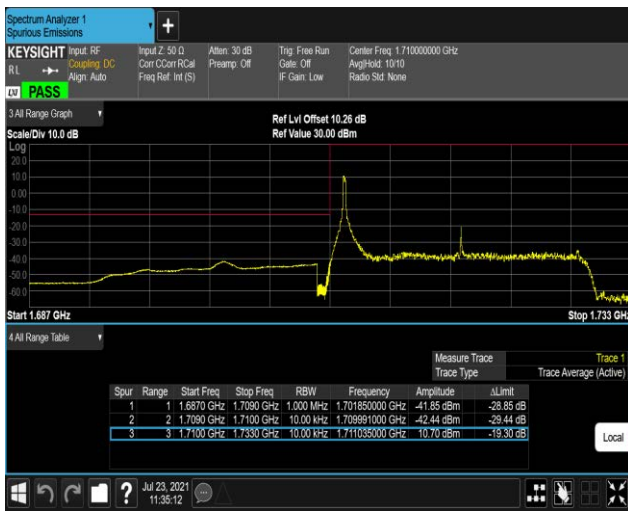 Spectrum Analyzer 1
Spurious Emissions
+
KEYSIGHT Input: RF Input Z: 50 Ω Atten: 30 dB Trig: Free Run Center Freq: 1.710000000 GHz
Coupling: DC Corr CCorr RCal Preamp: Off Gate: Off Avg|Hold: 10/10
RL Align: Auto Freq Ref: Int (S) IF Gain: Low Radio Std: None
LXI PASS
3 All Range Graph
Ref Lvl Offset 10.26 dB
Scale/Div 10.0 dB Ref Value 30.00 dBm
Log
20.0
10.0
0.00
-10.0
-20.0
-30.0
-40.0
-50.0
-60.0
Start 1.687 GHz Stop 1.733 GHz
4 All Range Table
Measure Trace Trace 1
Trace Type Trace Average (Active)
Spur Range Start Freq Stop Freq RBW Frequency Amplitude ΔLimit
1 1 1.6870 GHz 1.7090 GHz 1.000 MHz 1.701850000 GHz -41.85 dBm -28.85 dB
2 2 1.7090 GHz 1.7100 GHz 10.00 kHz 1.709991000 GHz -42.44 dBm -29.44 dB
3 3 1.7100 GHz 1.7330 GHz 10.00 kHz 1.711035000 GHz 10.70 dBm -19.30 dB
Local
? Jul 23, 2021
11:35:12